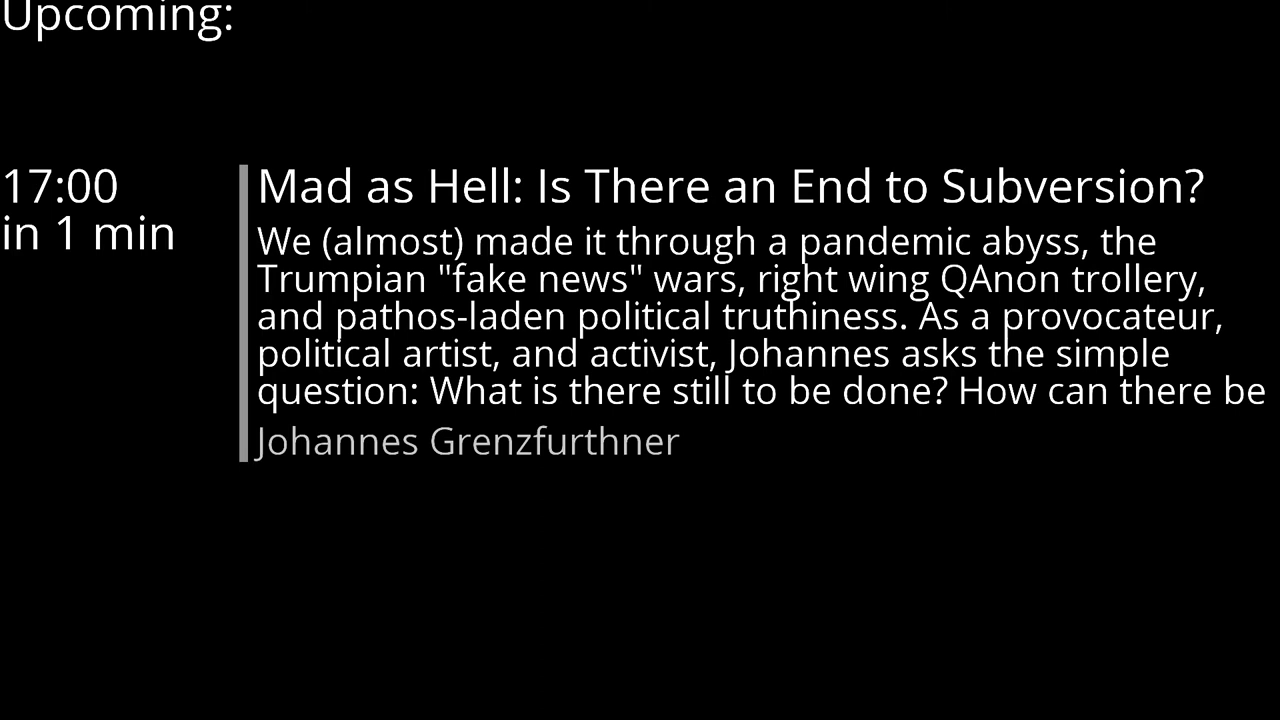 Upcoming:
17:00
in 1 min
Mad as Hell: Is There an End to Subversion?
We (almost) made it through a pandemic abyss, the
Trumpian "fake news" wars, right wing QAnon trollery,
and pathos-laden political truthiness. As a provocateur,
political artist, and activist, Johannes asks the simple
question: What is there still to be done? How can there be
Johannes Grenzfurthner